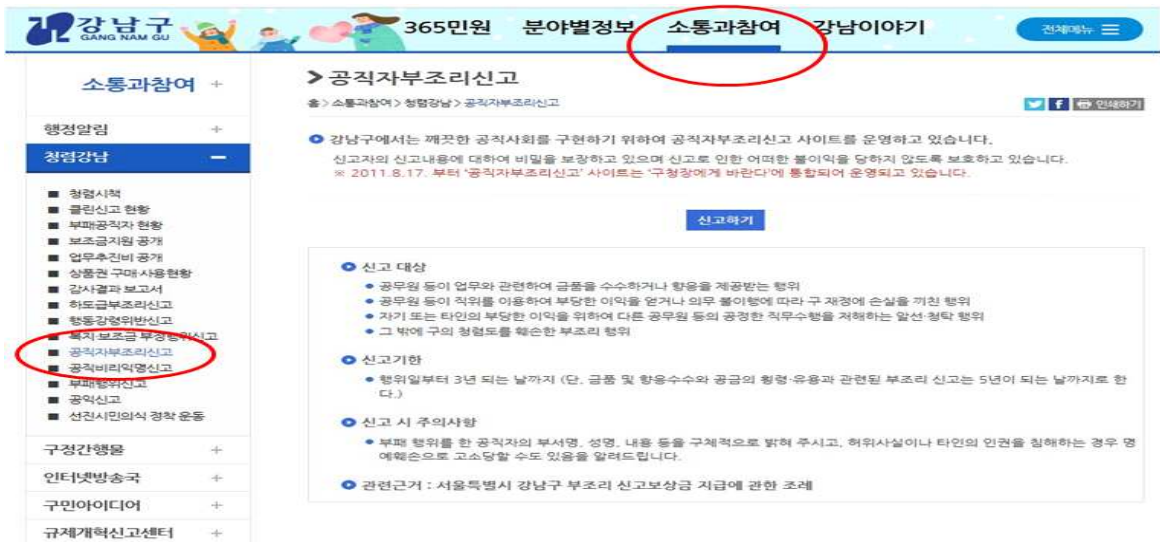 강남구
GANG NAM GU
365민원 분야별정보 소통과참여 강남이야기
전체메뉴
소통과참여 +
행정알림 +
청렴강남 −
■ 청렴시책
■ 클린신고 현황
■ 부패공직자 현황
■ 보조금지원 공개
■ 업무추진비 공개
■ 상품권 구매·사용현황
■ 감사결과 보고서
■ 하도급부조리신고
■ 행동강령위반신고
■ 복지·보조금 부정행위신고
■ 공직자부조리신고
■ 공직비리익명신고
■ 부패행위신고
■ 공익신고
■ 선진시민의식 정착 운동
구정간행물 +
인터넷방송국 +
구민아이디어 +
규제개혁신고센터 +
공직자부조리신고
홈 > 소통과참여 > 청렴강남 > 공직자부조리신고
인쇄하기
강남구에서는 깨끗한 공직사회를 구현하기 위하여 공직자부조리신고 사이트를 운영하고 있습니다.
신고자의 신고내용에 대하여 비밀을 보장하고 있으며 신고로 인한 어떠한 불이익을 당하지 않도록 보호하고 있습니다.
※ 2011.8.17. 부터 '공직자부조리신고' 사이트는 '구청장에게 바란다'에 통합되어 운영되고 있습니다.
신고하기
신고 대상
● 공무원 등이 업무와 관련하여 금품을 수수하거나 향응을 제공받는 행위
● 공무원 등이 직위를 이용하여 부당한 이익을 얻거나 의무 불이행에 따라 구 재정에 손실을 끼친 행위
● 자기 또는 타인의 부당한 이익을 위하여 다른 공무원 등의 공정한 직무수행을 저해하는 알선·청탁 행위
● 그 밖에 구의 청렴도를 훼손한 부조리 행위
신고기한
● 행위일부터 3년 되는 날까지 (단, 금품 및 향응수수와 공금의 횡령·유용과 관련된 부조리 신고는 5년이 되는 날까지로 한
다.)
신고 시 주의사항
● 부패 행위를 한 공직자의 부서명, 성명, 내용 등을 구체적으로 밝혀 주시고, 허위사실이나 타인의 인권을 침해하는 경우 명
예훼손으로 고소당할 수도 있음을 알려드립니다.
관련근거 : 서울특별시 강남구 부조리 신고보상금 지급에 관한 조례